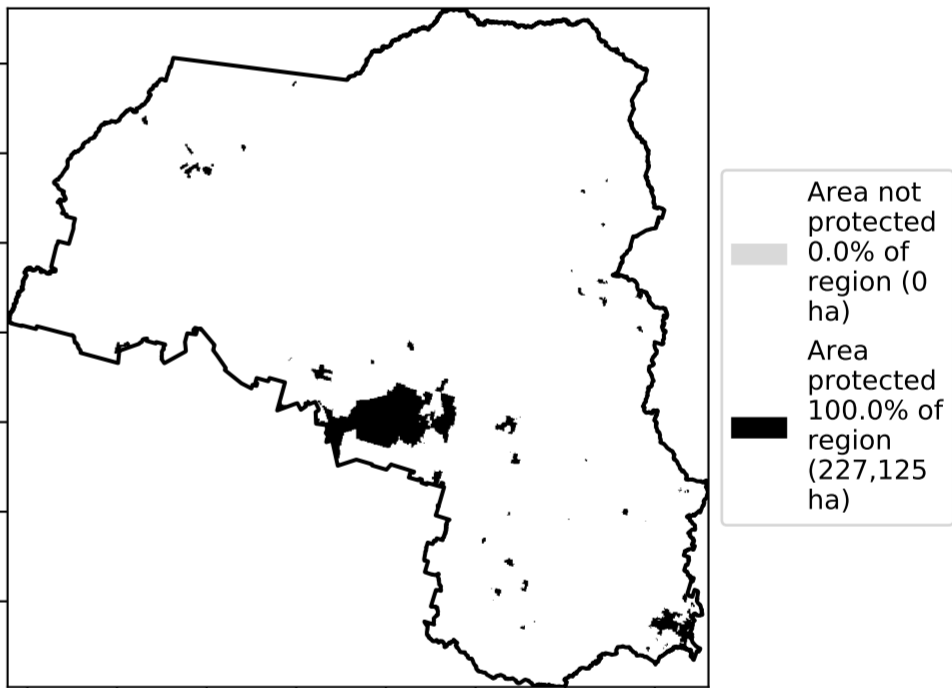 Area not
protected
0.0% of
region (0
ha)
Area
protected
100.0% of
region
(227,125
ha)